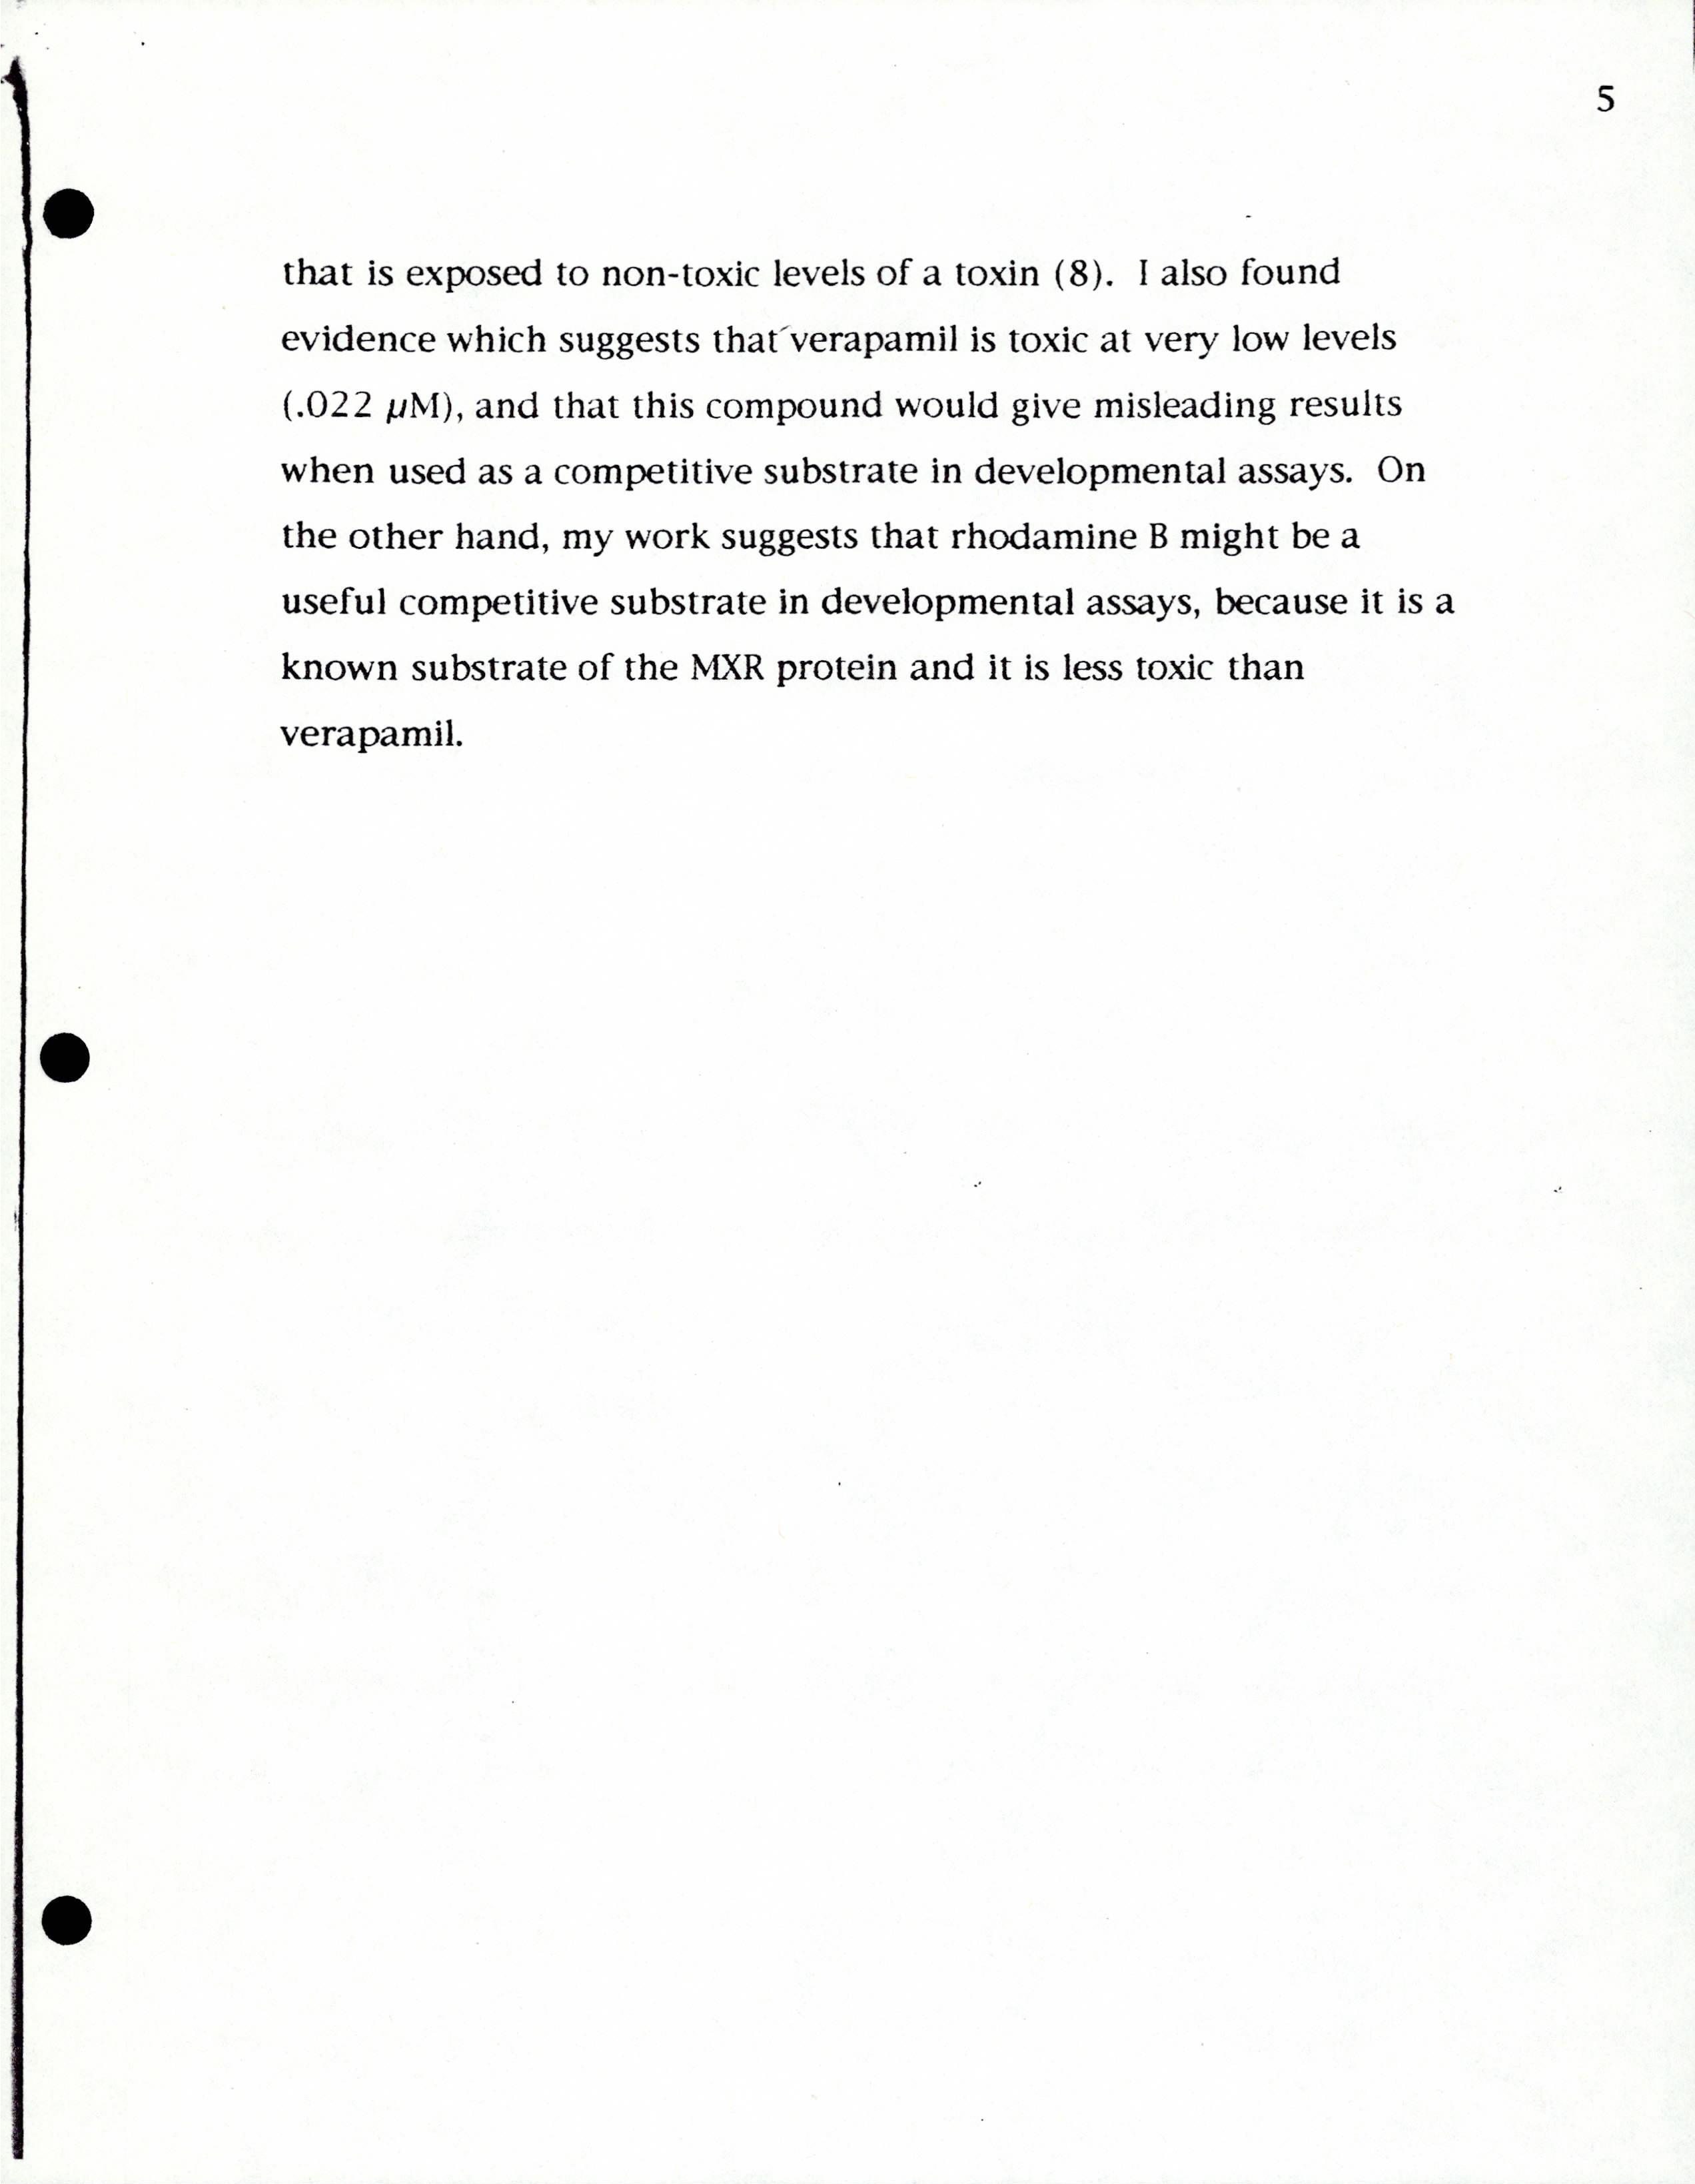 5
that is exposed to non-toxic levels of a toxin (8).  I also found
evidence which suggests that verapamil is toxic at very low levels
(.022 µM), and that this compound would give misleading results
when used as a competitive substrate in developmental assays.  On
the other hand, my work suggests that rhodamine B might be a
useful competitive substrate in developmental assays, because it is a
known substrate of the MXR protein and it is less toxic than
verapamil.